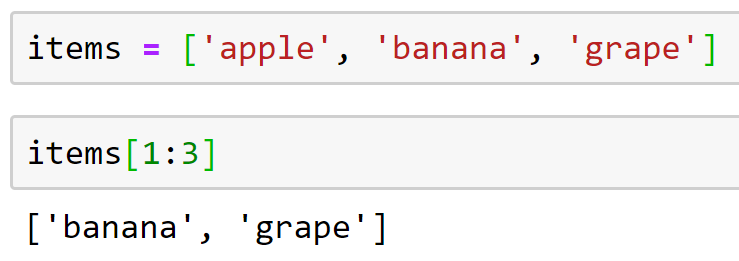 items = ['apple', 'banana', 'grape']
items[1:3]
['banana', 'grape']